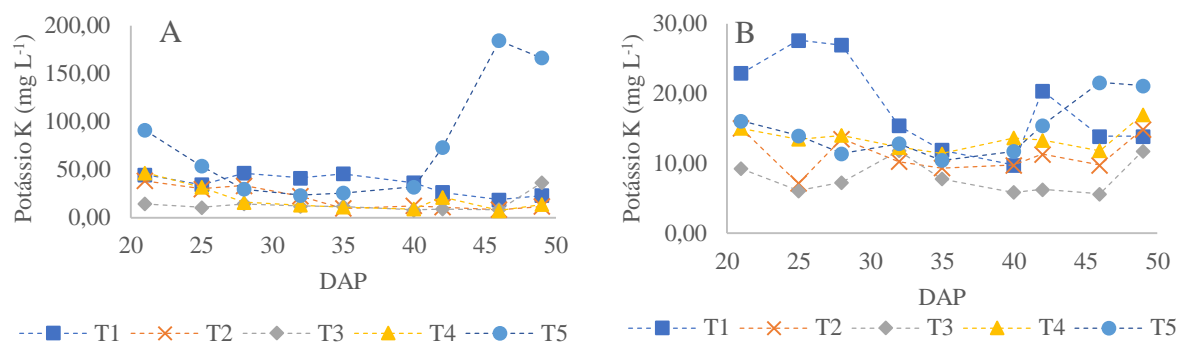 A
Potássio K (mg L-1)
200,00
150,00
100,00
50,00
0,00
20 25 30 35 40 45 50
DAP
T1 T2 T3 T4 T5
B
Potássio K (mg L-1)
30,00
20,00
10,00
0,00
20 25 30 35 40 45 50
DAP
T1 T2 T3 T4 T5